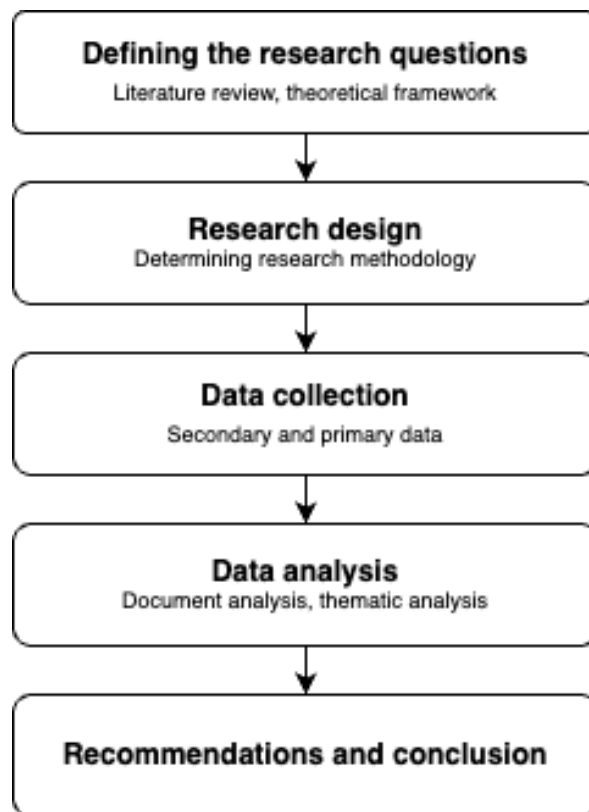 Defining the research questions
Literature review, theoretical framework
Research design
Determining research methodology
Data collection
Secondary and primary data
Data analysis
Document analysis, thematic analysis
Recommendations and conclusion